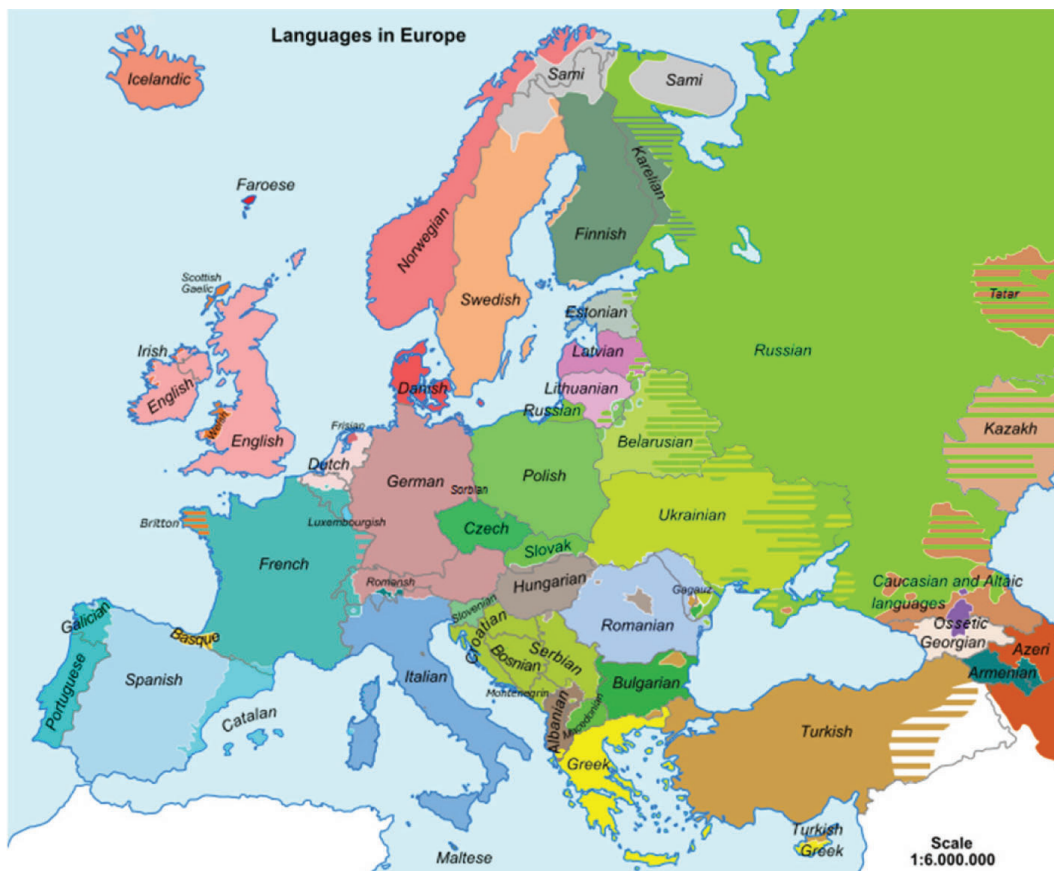 Languages in Europe
Icelandic
Sami
Sami
Faroese
Norwegian
Karelian
Finnish
Scottish
Gaelic
Swedish
Tatar
Estonian
Irish
Latvian
Russian
English
Danish
Lithuanian
Russian
Welsh
English
Frisian
Belarusian
Kazakh
Dutch
German
Sorbian
Polish
Britton
Luxembourgish
Czech
Ukrainian
French
Slovak
Romansh
Hungarian
Gagauz
Caucasian and Altaic
languages
Galician
Basque
Slovenian
Croatian
Romanian
Ossetic
Georgian
Azeri
Portuguese
Spanish
Italian
Bosnian
Serbian
Bulgarian
Armenian
Catalan
Montenegrin
Albanian
Macedonian
Turkish
Greek
Maltese
Turkish
Greek
Scale
1:6.000.000